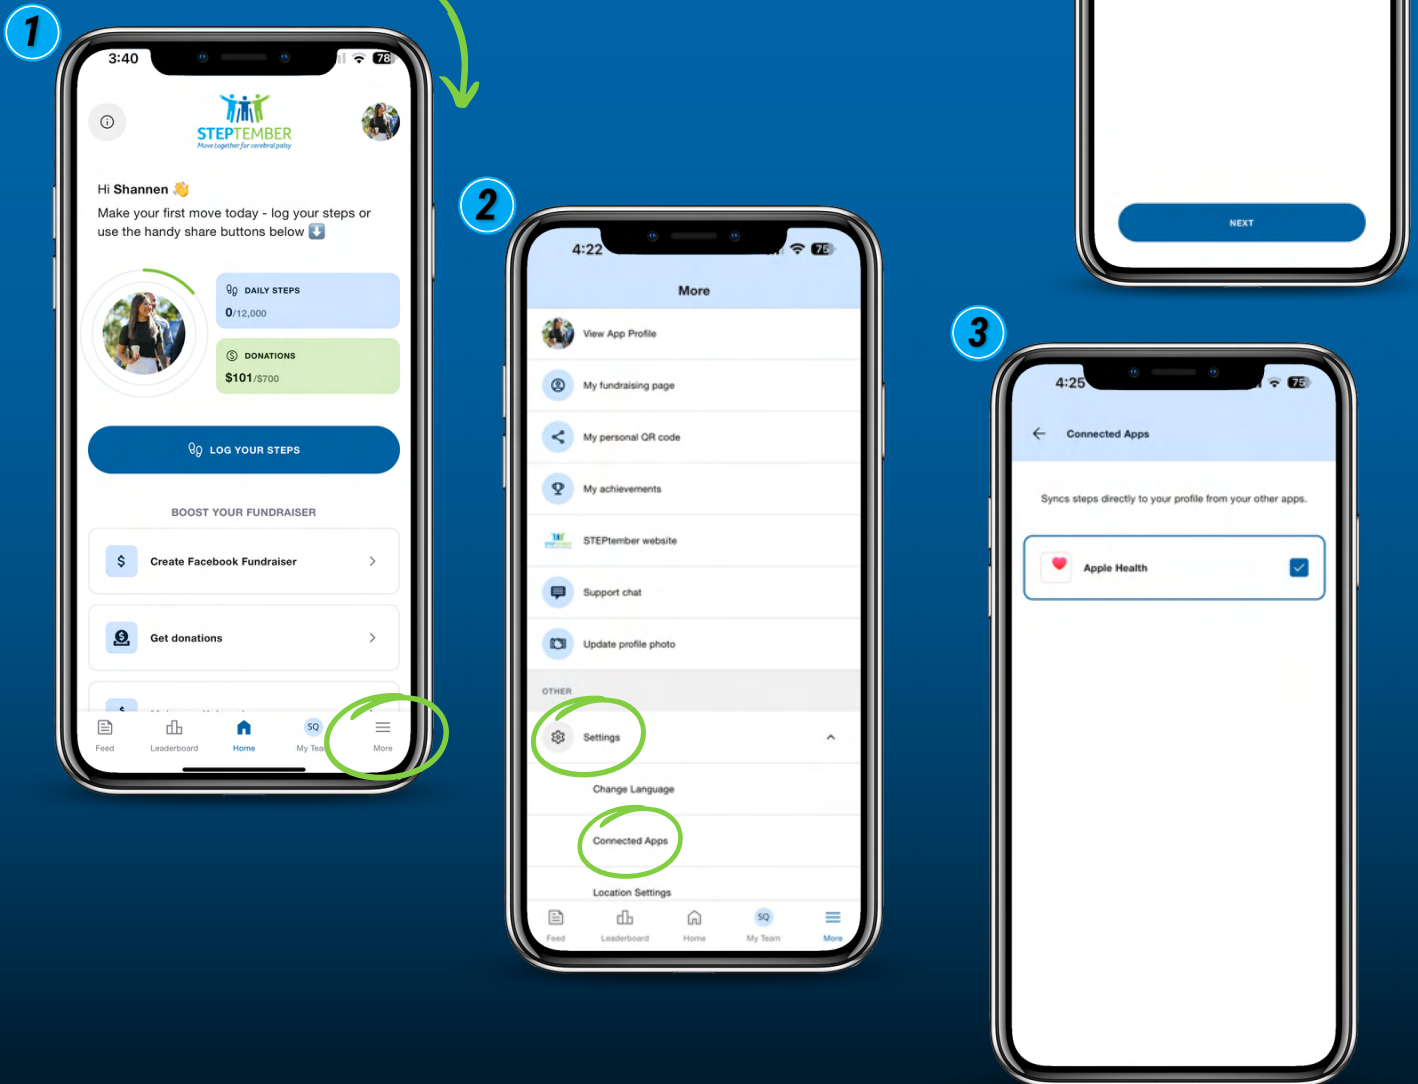 1
3:40
78
STEPTEMBER
Move together for cerebral palsy
Hi Shannen 👋
Make your first move today - log your steps or
use the handy share buttons below ⬇️
DAILY STEPS
0/12,000
DONATIONS
$101/$700
LOG YOUR STEPS
BOOST YOUR FUNDRAISER
Create Facebook Fundraiser
Get donations
Feed
Leaderboard
Home
SQ
My Team
More
2
4:22
75
More
View App Profile
My fundraising page
My personal QR code
My achievements
STEPtember website
Support chat
Update profile photo
OTHER
Settings
Change Language
Connected Apps
Location Settings
Feed
Leaderboard
Home
SQ
My Team
More
NEXT
3
4:25
75
Connected Apps
Syncs steps directly to your profile from your other apps.
Apple Health